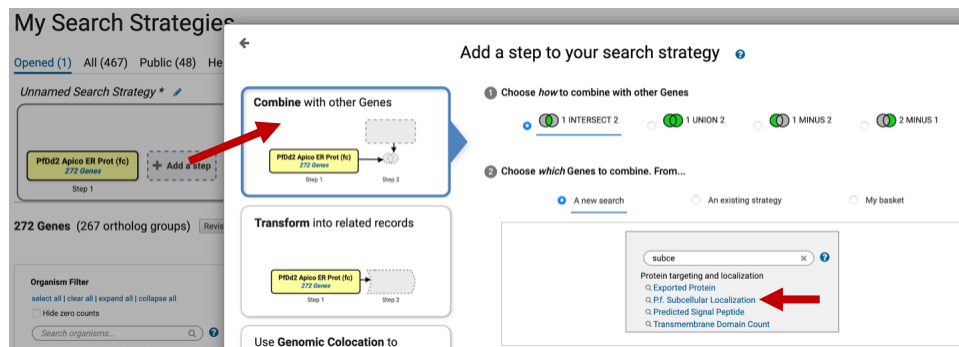 My Search Strategies
Opened (1) All (467) Public (48) He
Unnamed Search Strategy *
PfDd2 Apico ER Prot (fc)
272 Genes
Step 1
+ Add a step
272 Genes (267 ortholog groups) Revis
Organism Filter
select all | clear all | expand all | collapse all
Hide zero counts
Search organisms...
?
Add a step to your search strategy ?
Combine with other Genes
PfDd2 Apico ER Prot (fc)
272 Genes
Step 1
Step 2
Transform into related records
PfDd2 Apico ER Prot (fc)
272 Genes
Step 1
Step 2
Use Genomic Colocation to
1 Choose how to combine with other Genes
1 INTERSECT 2 1 UNION 2 1 MINUS 2 2 MINUS 1
2 Choose which Genes to combine. From...
A new search An existing strategy My basket
subce × ?
Protein targeting and localization
Exported Protein
P.f. Subcellular Localization
Predicted Signal Peptide
Transmembrane Domain Count